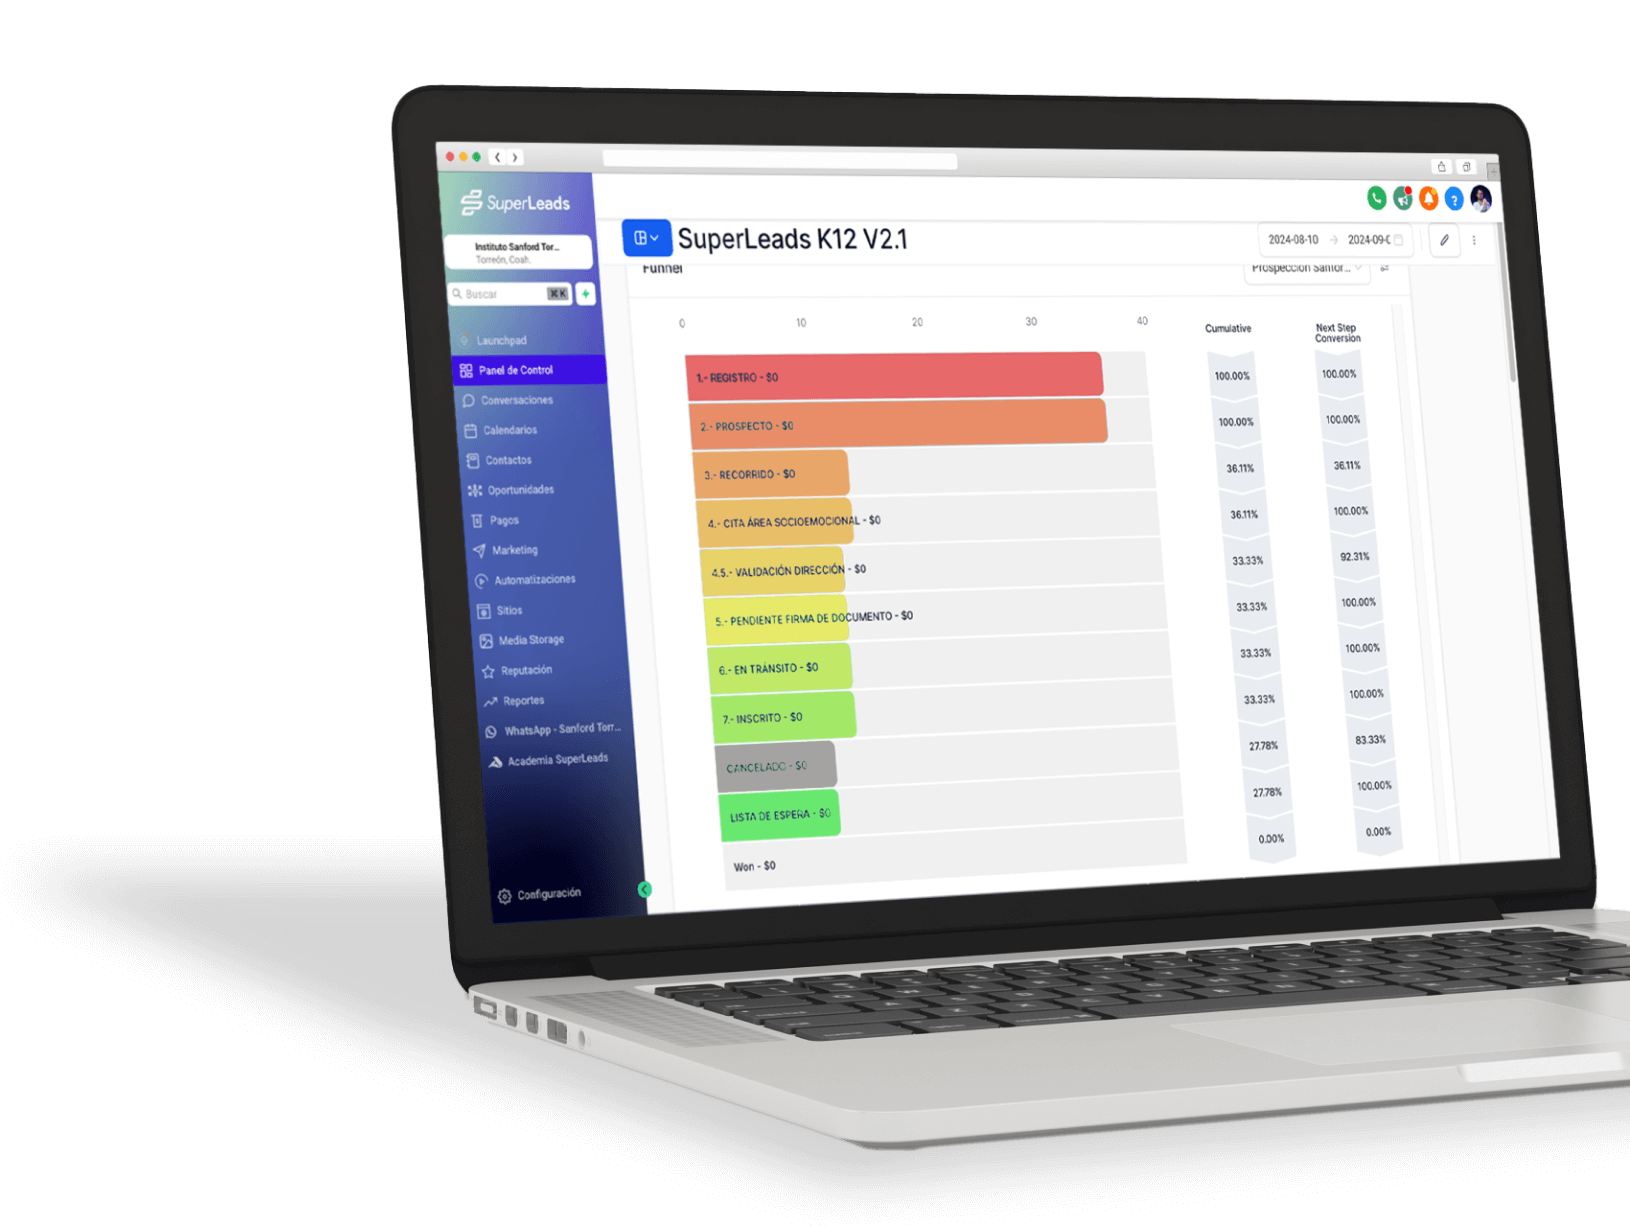 SuperLeads
Instituto Sanford Tor...
Torreón, Coah.
Buscar
⌘ K
Launchpad
Panel de Control
Conversaciones
Calendarios
Contactos
Oportunidades
Pagos
Marketing
Automatizaciones
Sitios
Media Storage
Reputación
Reportes
WhatsApp - Sanford Torr...
Academia SuperLeads
Configuración
SuperLeads K12 V2.1
2024-08-10 → 2024-09-0
Funnel
Prospección Sanfor...
0 10 20 30 40
Cumulative
Next Step
Conversion
1.- REGISTRO - $0 100.00% 100.00%
2.- PROSPECTO - $0 100.00% 100.00%
3.- RECORRIDO - $0 36.11% 36.11%
4.- CITA ÁREA SOCIOEMOCIONAL - $0 36.11% 100.00%
4.5.- VALIDACIÓN DIRECCIÓN - $0 33.33% 92.31%
5.- PENDIENTE FIRMA DE DOCUMENTO - $0 33.33% 100.00%
6.- EN TRÁNSITO - $0 33.33% 100.00%
7.- INSCRITO - $0 33.33% 100.00%
CANCELADO - $0 27.78% 83.33%
LISTA DE ESPERA - $0 27.78% 100.00%
Won - $0 0.00% 0.00%